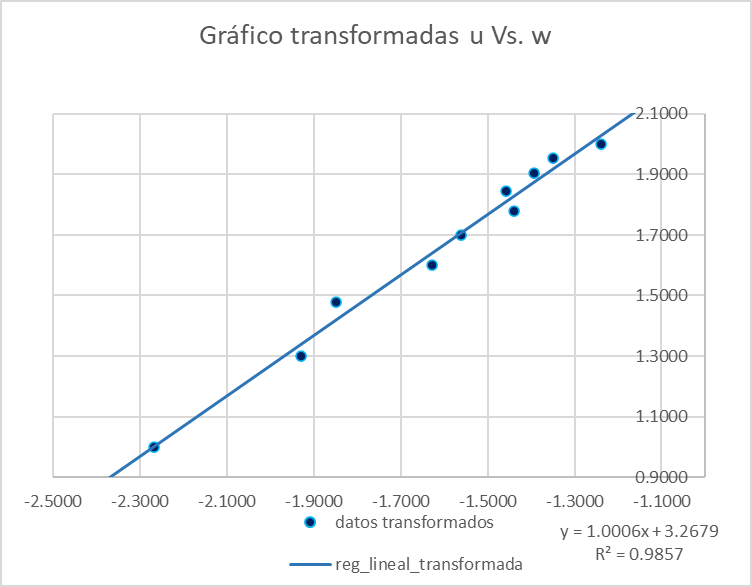 Gráfico transformadas u Vs. w
2.1000
1.9000
1.7000
1.5000
1.3000
1.1000
0.9000
-2.5000 -2.3000 -2.1000 -1.9000 -1.7000 -1.5000 -1.3000 -1.1000
datos transformados
reg_lineal_transformada
y = 1.0006x + 3.2679
R² = 0.9857